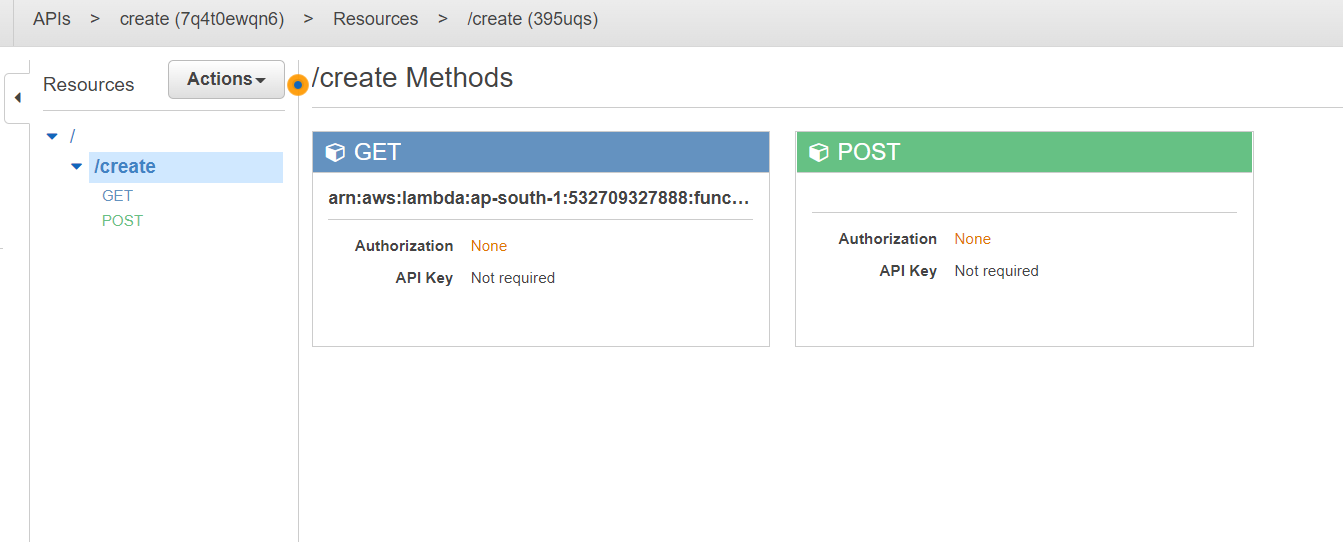 APIs > create (7q4t0ewqn6) > Resources > /create (395uqs)
Resources
Actions
/create Methods
/
/create
GET
POST
GET
arn:aws:lambda:ap-south-1:532709327888:func...
Authorization None
API Key Not required
POST
Authorization None
API Key Not required